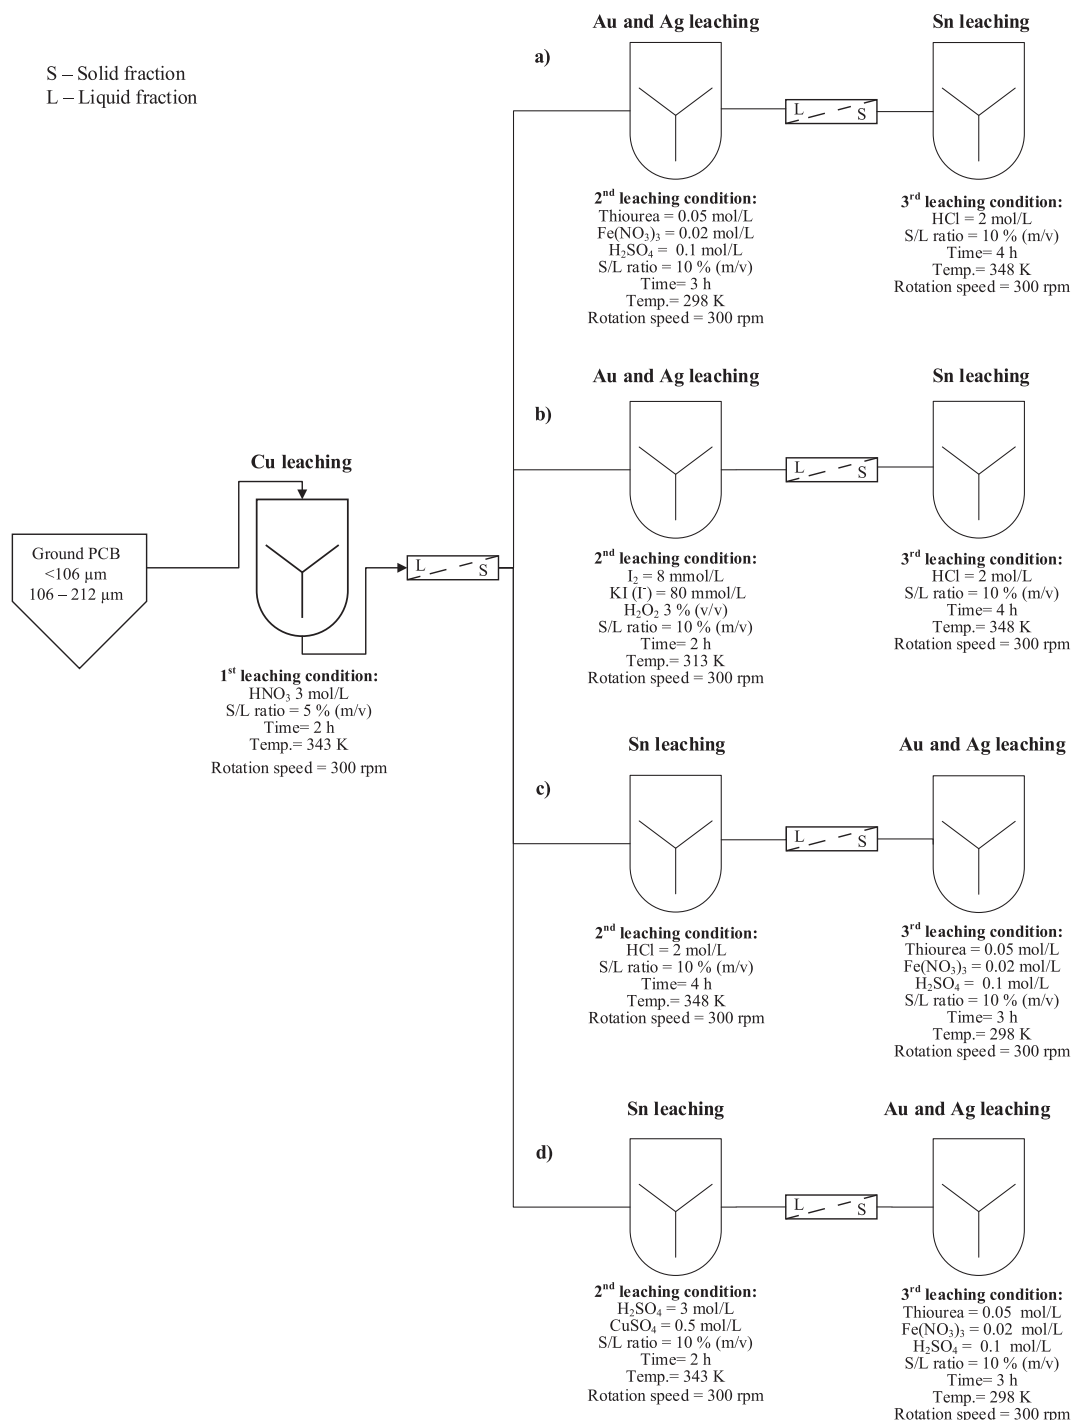 S – Solid fraction
L – Liquid fraction
Au and Ag leaching
Sn leaching
a)
L
S
2nd leaching condition:
Thiourea = 0.05 mol/L
Fe(NO3)3 = 0.02 mol/L
H2SO4 = 0.1 mol/L
S/L ratio = 10 % (m/v)
Time= 3 h
Temp.= 298 K
Rotation speed = 300 rpm
3rd leaching condition:
HCl = 2 mol/L
S/L ratio = 10 % (m/v)
Time= 4 h
Temp.= 348 K
Rotation speed = 300 rpm
Au and Ag leaching
Sn leaching
b)
L
S
2nd leaching condition:
I2 = 8 mmol/L
KI (I-) = 80 mmol/L
H2O2 3 % (v/v)
S/L ratio = 10 % (m/v)
Time= 2 h
Temp.= 313 K
Rotation speed = 300 rpm
3rd leaching condition:
HCl = 2 mol/L
S/L ratio = 10 % (m/v)
Time= 4 h
Temp.= 348 K
Rotation speed = 300 rpm
Cu leaching
Ground PCB
<106 µm
106 – 212 µm
L
S
1st leaching condition:
HNO3 3 mol/L
S/L ratio = 5 % (m/v)
Time= 2 h
Temp.= 343 K
Rotation speed = 300 rpm
Sn leaching
Au and Ag leaching
c)
L
S
2nd leaching condition:
HCl = 2 mol/L
S/L ratio = 10 % (m/v)
Time= 4 h
Temp.= 348 K
Rotation speed = 300 rpm
3rd leaching condition:
Thiourea = 0.05 mol/L
Fe(NO3)3 = 0.02 mol/L
H2SO4 = 0.1 mol/L
S/L ratio = 10 % (m/v)
Time= 3 h
Temp.= 298 K
Rotation speed = 300 rpm
Sn leaching
Au and Ag leaching
d)
L
S
2nd leaching condition:
H2SO4 = 3 mol/L
CuSO4 = 0.5 mol/L
S/L ratio = 10 % (m/v)
Time= 2 h
Temp.= 343 K
Rotation speed = 300 rpm
3rd leaching condition:
Thiourea = 0.05 mol/L
Fe(NO3)3 = 0.02 mol/L
H2SO4 = 0.1 mol/L
S/L ratio = 10 % (m/v)
Time= 3 h
Temp.= 298 K
Rotation speed = 300 rpm